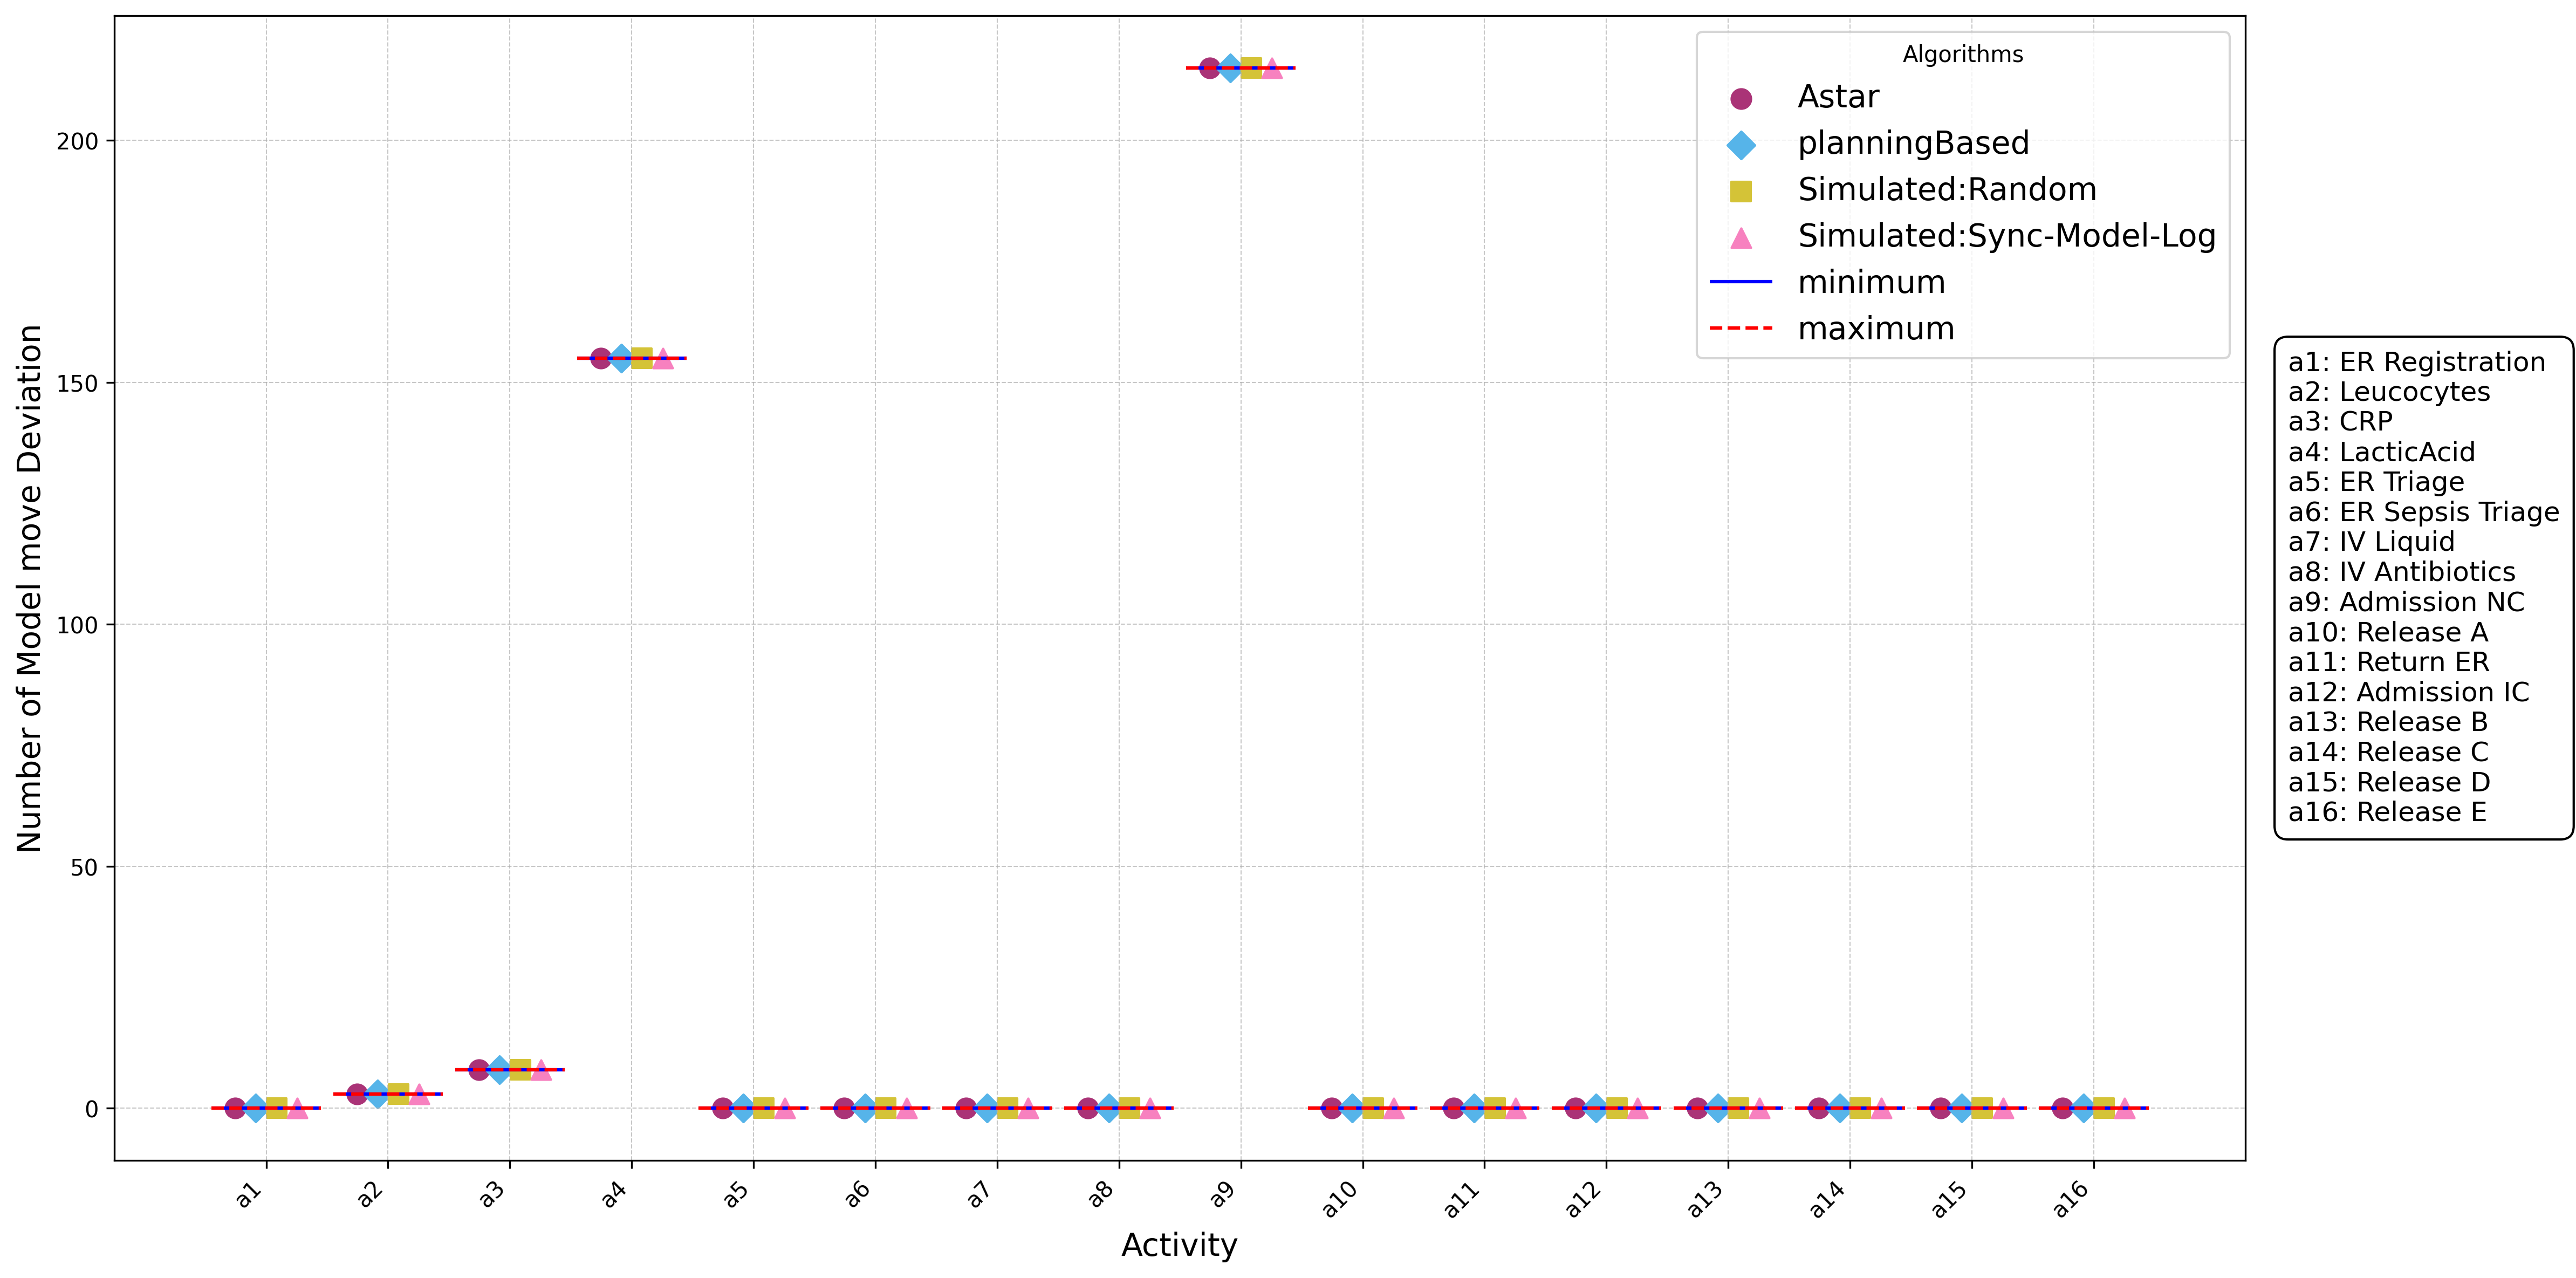 Number of Model move Deviation
200
150
100
50
0
Algorithms
Astar
planningBased
Simulated:Random
Simulated:Sync-Model-Log
minimum
maximum
a1: ER Registration
a2: Leucocytes
a3: CRP
a4: LacticAcid
a5: ER Triage
a6: ER Sepsis Triage
a7: IV Liquid
a8: IV Antibiotics
a9: Admission NC
a10: Release A
a11: Return ER
a12: Admission IC
a13: Release B
a14: Release C
a15: Release D
a16: Release E
a1 a2 a3 a4 a5 a6 a7 a8 a9 a10 a11 a12 a13 a14 a15 a16
Activity